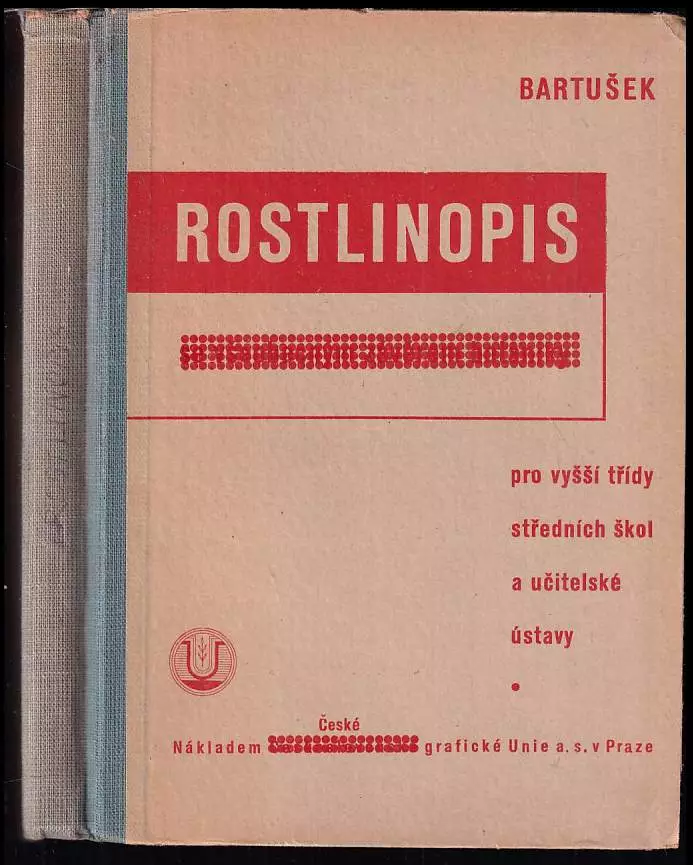 BARTUŠEK
ROSTLINOPIS
pro vyšší třídy
středních škol
a učitelské
ústavy
České
Nákladem grafické Unie a. s. v Praze